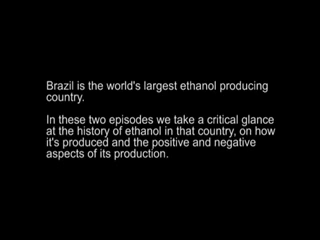 Brazil is the world's largest ethanol producing
country.
In these two episodes we take a critical glance
at the history of ethanol in that country, on how
it's produced and the positive and negative
aspects of its production.